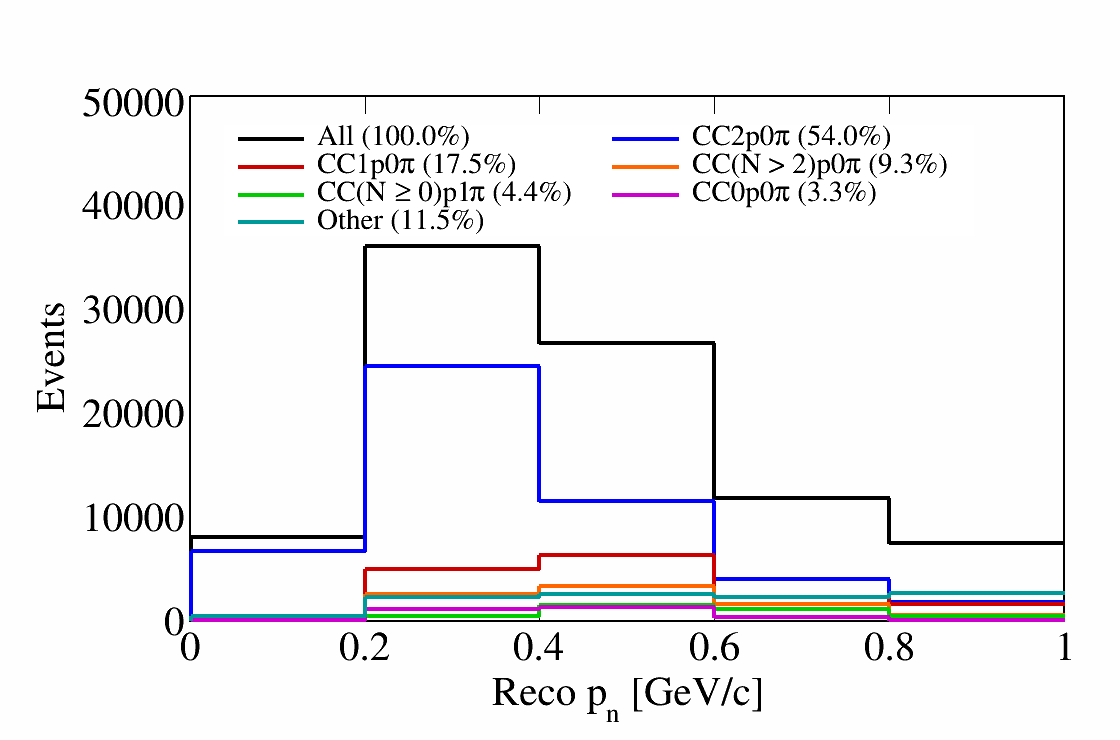 50000
40000
30000
20000
10000
0
Events
All (100.0%)
CC2p0π (54.0%)
CC1p0π (17.5%)
CC(N > 2)p0π (9.3%)
CC(N ≥ 0)p1π (4.4%)
CC0p0π (3.3%)
Other (11.5%)
0 0.2 0.4 0.6 0.8 1
Reco pn [GeV/c]